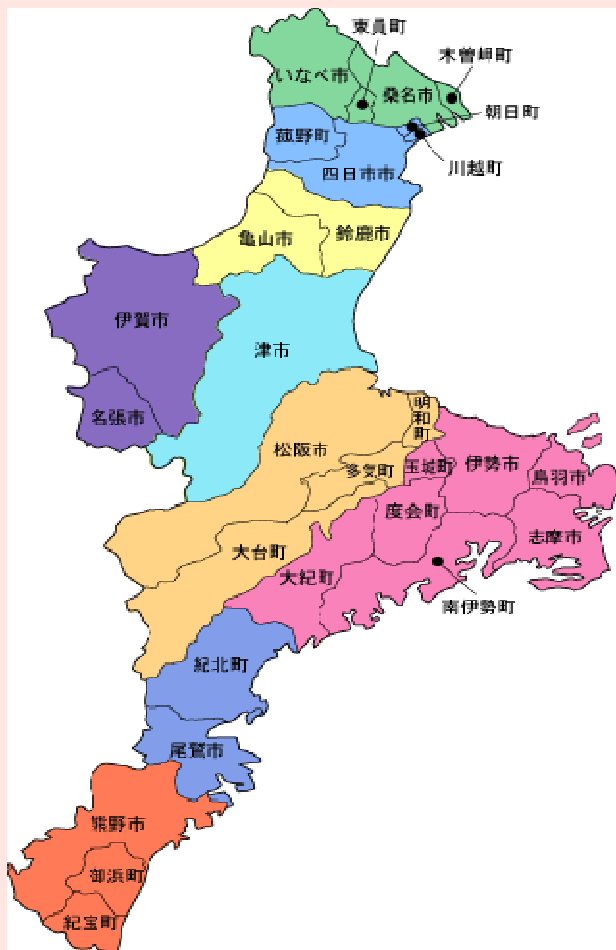 東員町
木曽岬町
いなべ市
桑名市
朝日町
菰野町
川越町
四日市市
鈴鹿市
亀山市
伊賀市
津市
明和町
名張市
松阪市
多気町
玉城町
伊勢市
鳥羽市
度会町
志摩市
大台町
大紀町
南伊勢町
紀北町
尾鷲市
熊野市
御浜町
紀宝町